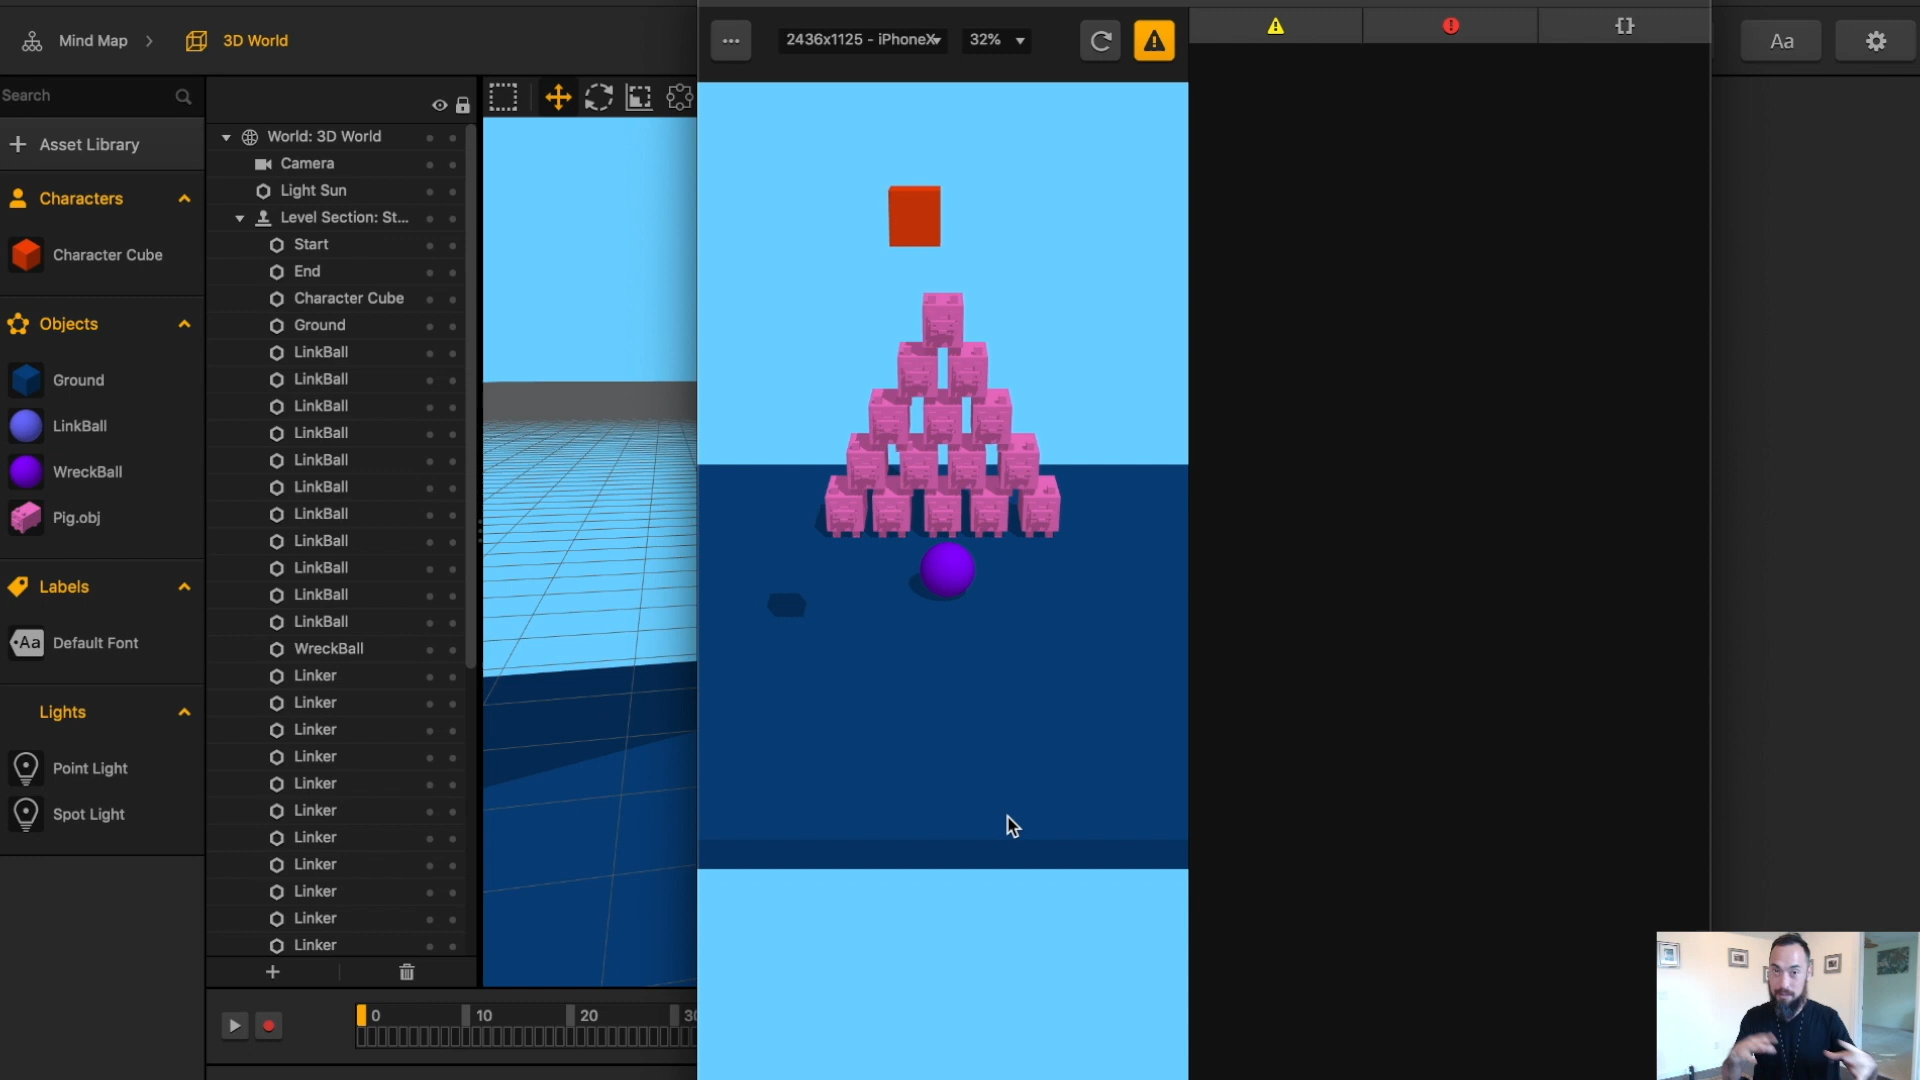 Mind Map
3D World
2436x1125 - iPhoneX
32%
{}
Aa
Search
Asset Library
Characters
Character Cube
Objects
Ground
LinkBall
WreckBall
Pig.obj
Labels
Aa
Default Font
Lights
Point Light
Spot Light
World: 3D World
Camera
Light Sun
Level Section: St...
Start
End
Character Cube
Ground
LinkBall
LinkBall
LinkBall
LinkBall
LinkBall
LinkBall
LinkBall
LinkBall
LinkBall
LinkBall
LinkBall
WreckBall
Linker
Linker
Linker
Linker
Linker
Linker
Linker
Linker
Linker
Linker
Linker
0
10
20